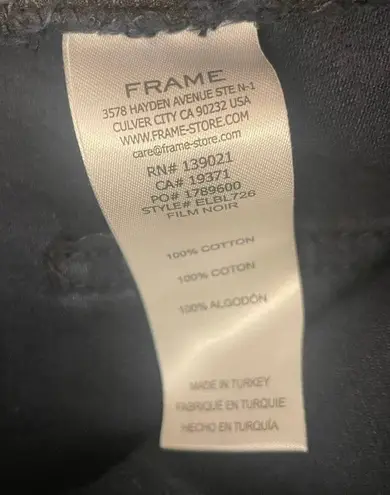 FRAME
3578 HAYDEN AVENUE STE N-1
CULVER CITY CA 90232 USA
WWW.FRAME-STORE.COM
care@frame-store.com
RN# 139021
CA# 19371
PO# 1789600
STYLE# ELBL726
FILM NOIR
100% COTTON
100% COTON
100% ALGODÓN
MADE IN TURKEY
FABRIQUÉ EN TURQUIE
HECHO EN TURQUÍA